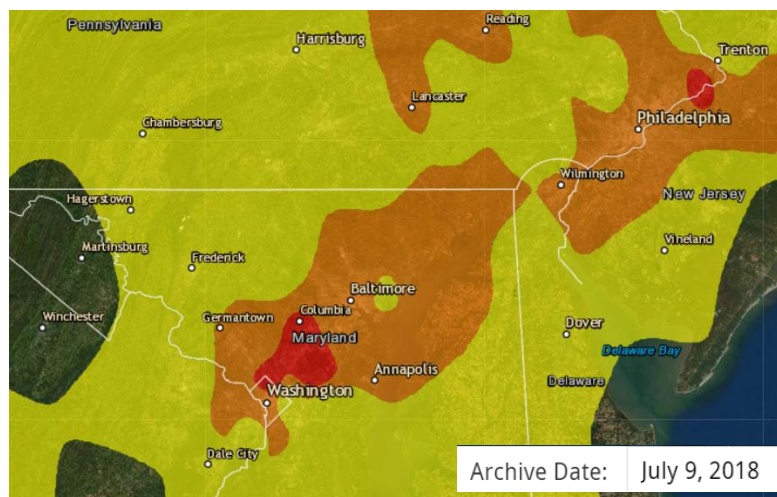 Pennsylvania
Reading
Harrisburg
Trenton
Lancaster
Philadelphia
Chambersburg
Wilmington
Hagerstown
New Jersey
Martinsburg
Frederick
Vineland
Baltimore
Winchester
Germantown
Columbia
Dover
Maryland
Delaware Bay
Annapolis
Delaware
Washington
Dale City
Archive Date: July 9, 2018